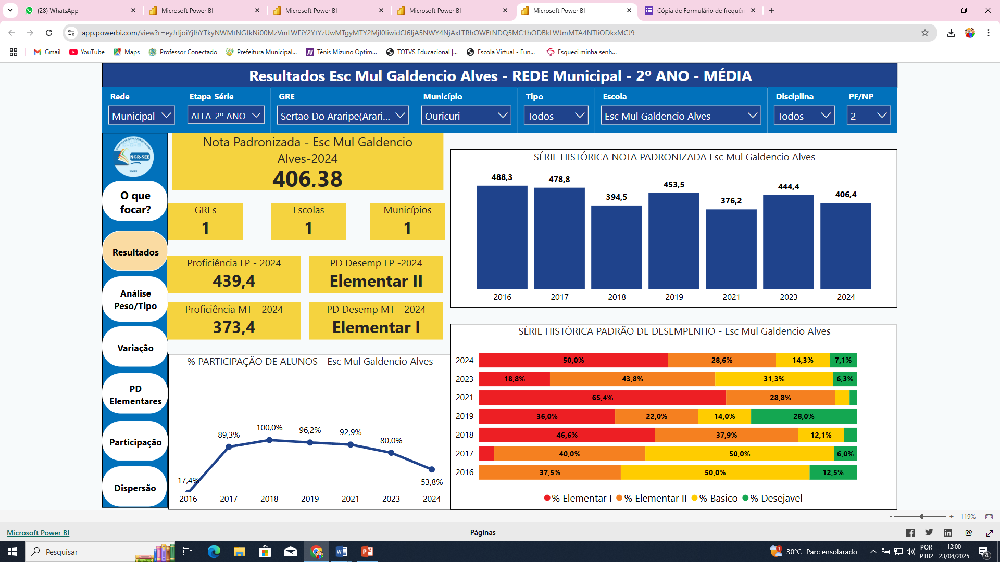 (28) WhatsApp
Microsoft Power BI
Microsoft Power BI
Microsoft Power BI
Microsoft Power BI
Cópia de Formulário de frequên
Gmail
YouTube
Maps
Professor Conectado
Prefeitura Municipal...
Tênis Mizuno Optim...
TOTVS Educacional |...
Escola Virtual - Fun...
Esqueci minha senh...
Resultados Esc Mul Galdencio Alves - REDE Municipal - 2º ANO - MÉDIA
Rede
Etapa_Série
GRE
Município
Tipo
Escola
Disciplina
PF/NP
Municipal
ALFA_2º ANO
Sertao Do Araripe(Arari...
Ouricuri
Todos
Esc Mul Galdencio Alves
Todos
2
NGR-SEE
O que
focar?
Resultados
Análise
Peso/Tipo
Variação
PD
Elementares
Participação
Dispersão
Nota Padronizada - Esc Mul Galdencio
Alves-2024
406,38
GREs
1
Escolas
1
Municípios
1
Proficiência LP - 2024
439,4
PD Desemp LP -2024
Elementar II
Proficiência MT - 2024
373,4
PD Desemp MT - 2024
Elementar I
% PARTICIPAÇÃO DE ALUNOS - Esc Mul Galdencio Alves
17,4%
89,3%
100,0%
96,2%
92,9%
80,0%
53,8%
2016 2017 2018 2019 2021 2023 2024
SÉRIE HISTÓRICA NOTA PADRONIZADA Esc Mul Galdencio Alves
488,3 478,8 394,5 453,5 376,2 444,4 406,4
2016 2017 2018 2019 2021 2023 2024
SÉRIE HISTÓRICA PADRÃO DE DESEMPENHO - Esc Mul Galdencio Alves
2024 50,0% 28,6% 14,3% 7,1%
2023 18,8% 43,8% 31,3% 6,3%
2021 65,4% 28,8%
2019 36,0% 22,0% 14,0% 28,0%
2018 46,6% 37,9% 12,1%
2017 40,0% 50,0% 6,0%
2016 37,5% 50,0% 12,5%
% Elementar I % Elementar II % Basico % Desejavel
- + 119%
Microsoft Power BI
Páginas
Pesquisar
30°C Parc ensolarado
POR
PTB2
12:00
23/04/2025
4